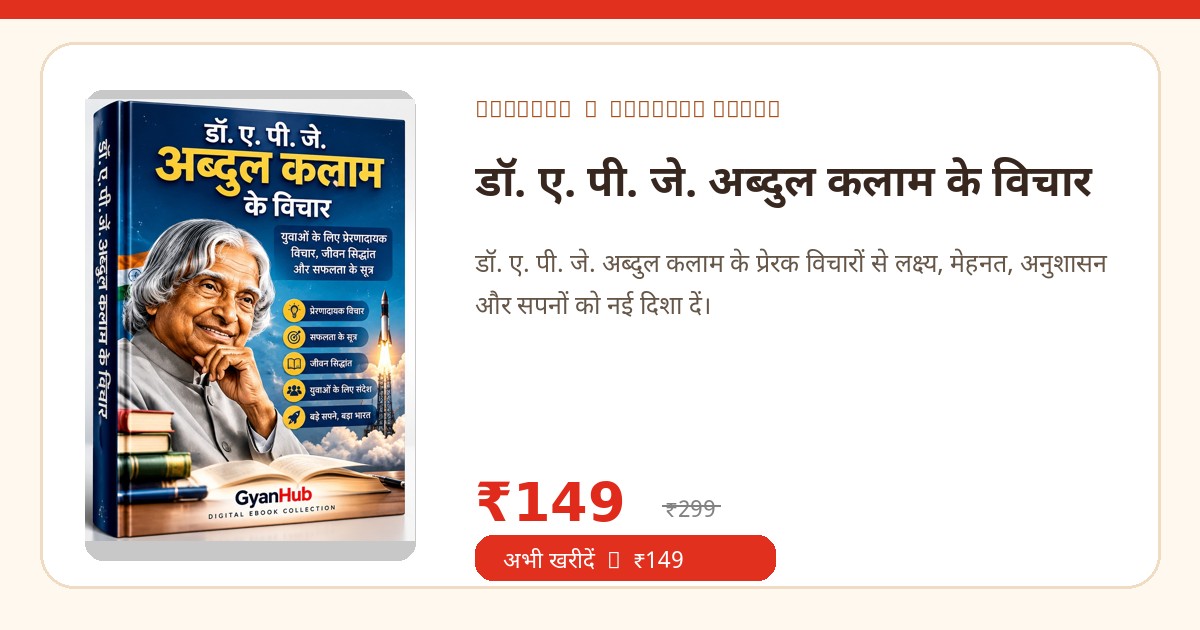 डॉ. ए. पी. जे.
अब्दुल कलाम
के विचार
युवाओं के लिए प्रेरणादायक
विचार, जीवन सिद्धांत
और सफलता के सूत्र
प्रेरणादायक विचार
सफलता के सूत्र
जीवन सिद्धांत
युवाओं के लिए संदेश
बड़े सपने, बड़ा भारत
GyanHub
DIGITAL EBOOK COLLECTION
डॉ. ए. पी. जे. अब्दुल कलाम के विचार
डॉ. ए. पी. जे. अब्दुल कलाम के विचार
डॉ. ए. पी. जे. अब्दुल कलाम के प्रेरक विचारों से लक्ष्य, मेहनत, अनुशासन
और सपनों को नई दिशा दें।
₹149 ₹299
अभी खरीदें ₹149